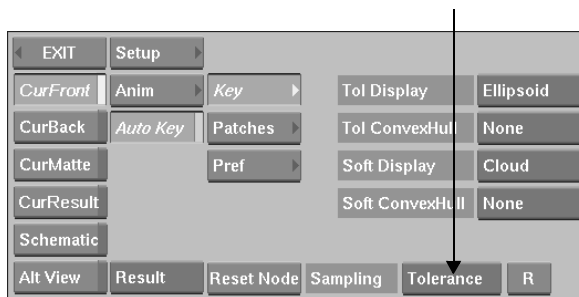 EXIT Setup
CurFront Anim Key Tol Display Ellipsoid
CurBack Auto Key Patches Tol ConvexHull None
CurMatte Pref Soft Display Cloud
CurResult Soft ConvexHull None
Schematic
Alt View Result Reset Node Sampling Tolerance R